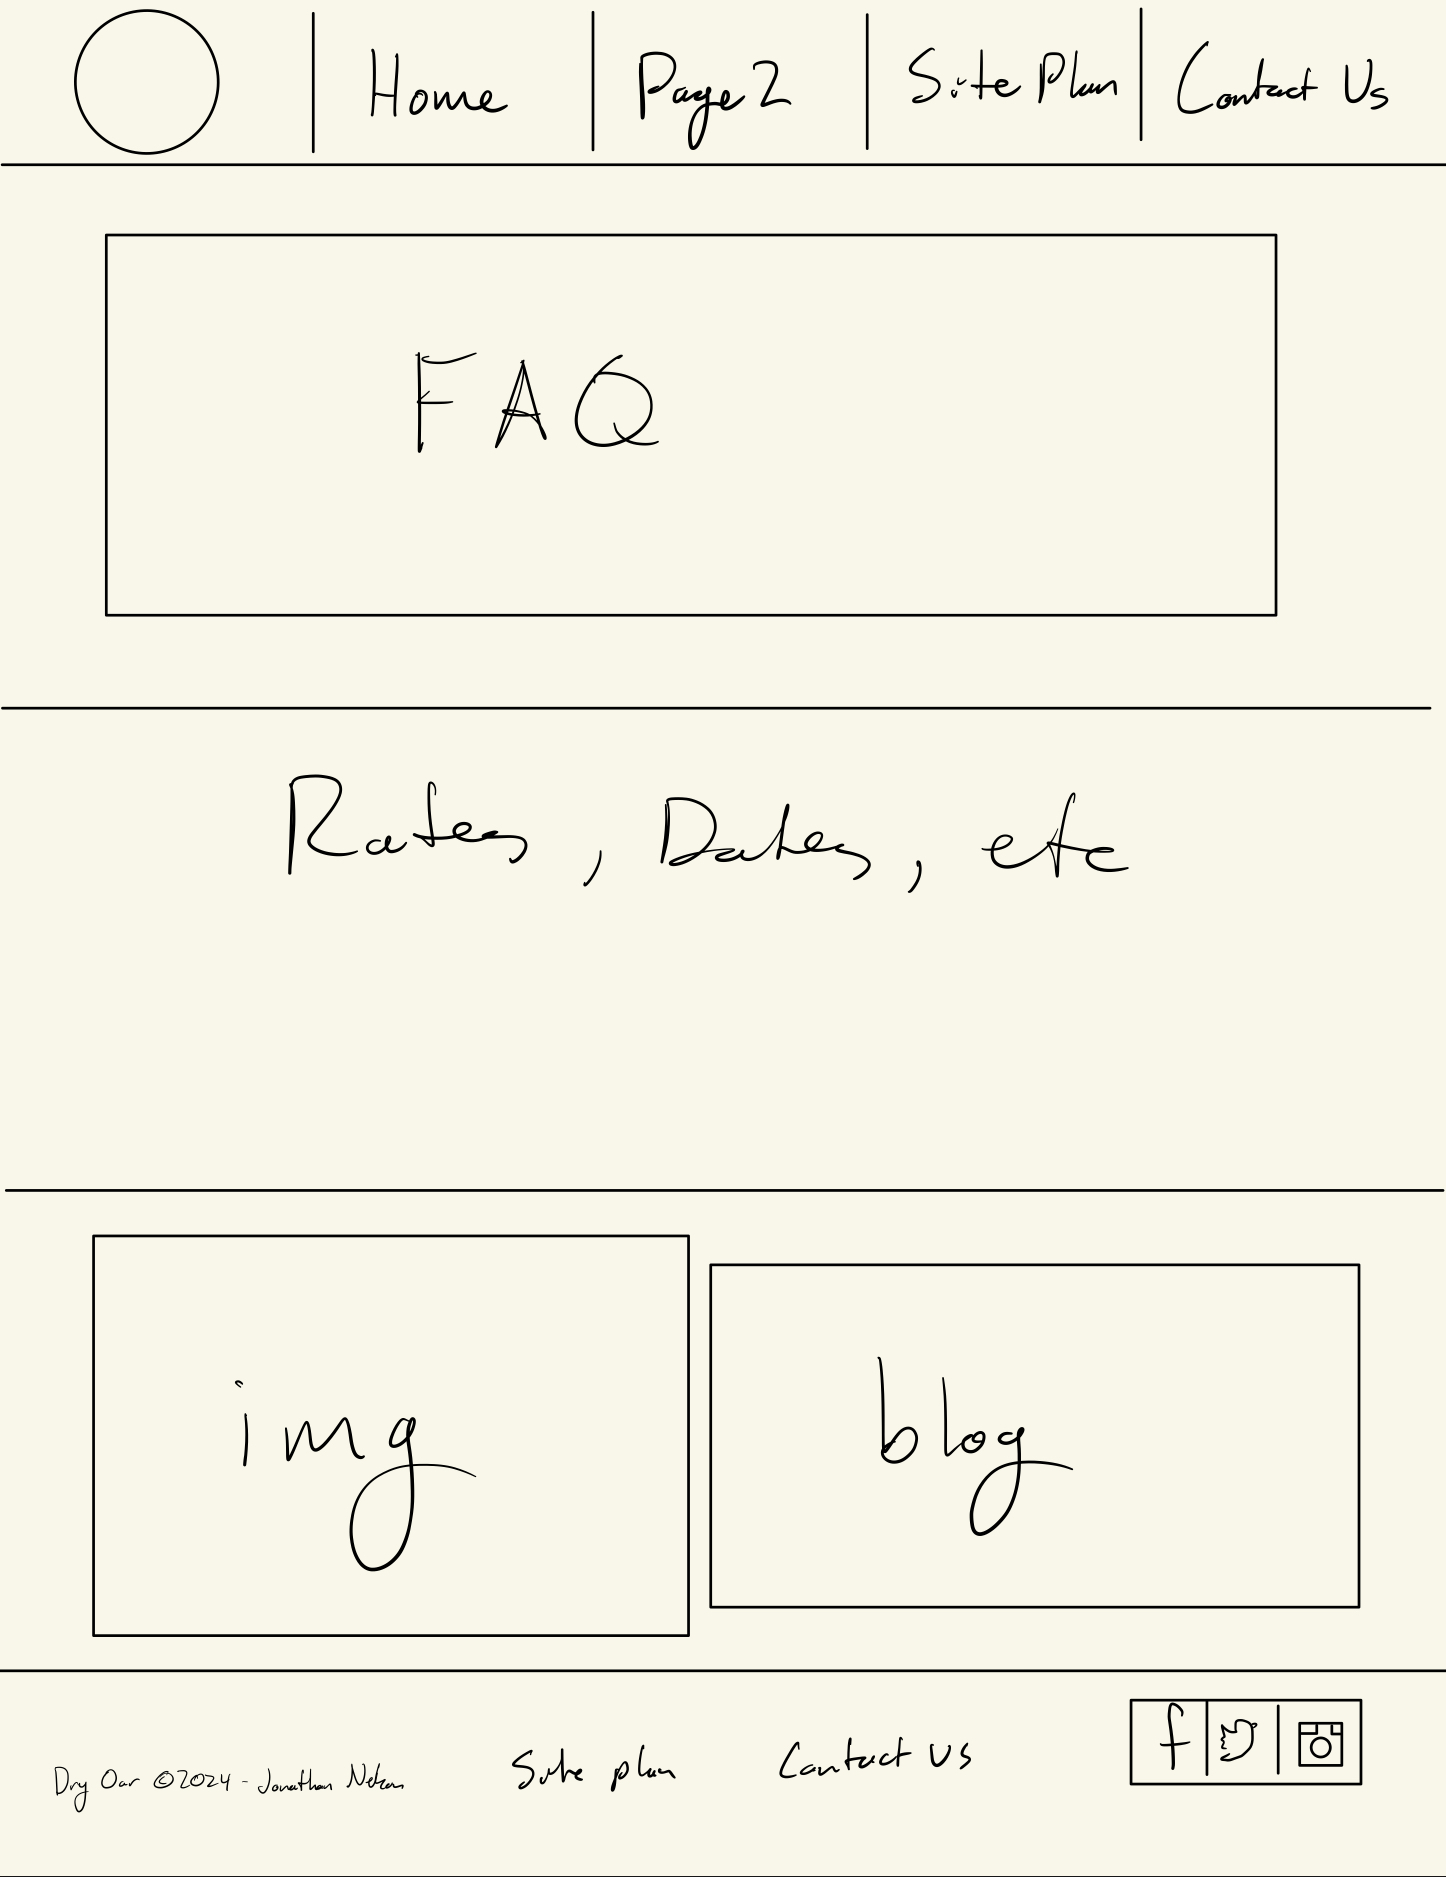 Home Page 2 Site Plan Contact Us
FAQ
Rates, Dates, etc
img
blog
Dry Oar ©2024 - Jonathan Nelson Site plan Contact us
f